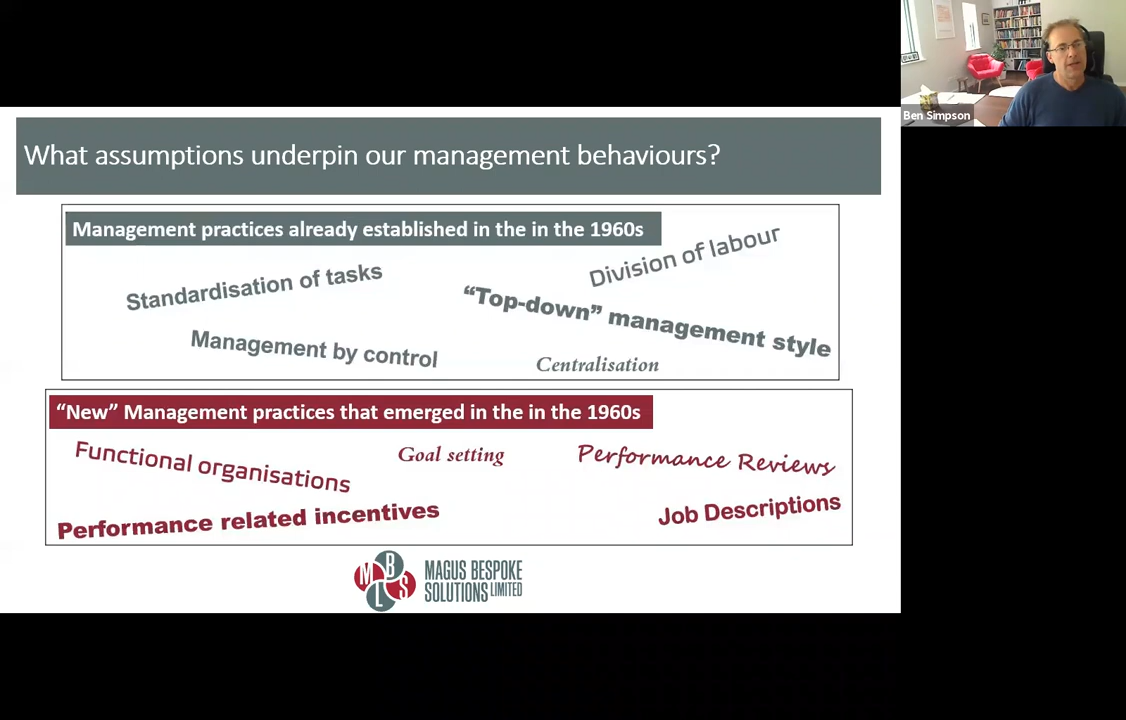 Ben Simpson
What assumptions underpin our management behaviours?
Management practices already established in the in the 1960s
Division of labour
Standardisation of tasks
“Top-down” management style
Management by control
Centralisation
“New” Management practices that emerged in the in the 1960s
Functional organisations
Goal setting
Performance Reviews
Performance related incentives
Job Descriptions
M B L S
MAGUS BESPOKE
SOLUTIONS LIMITED